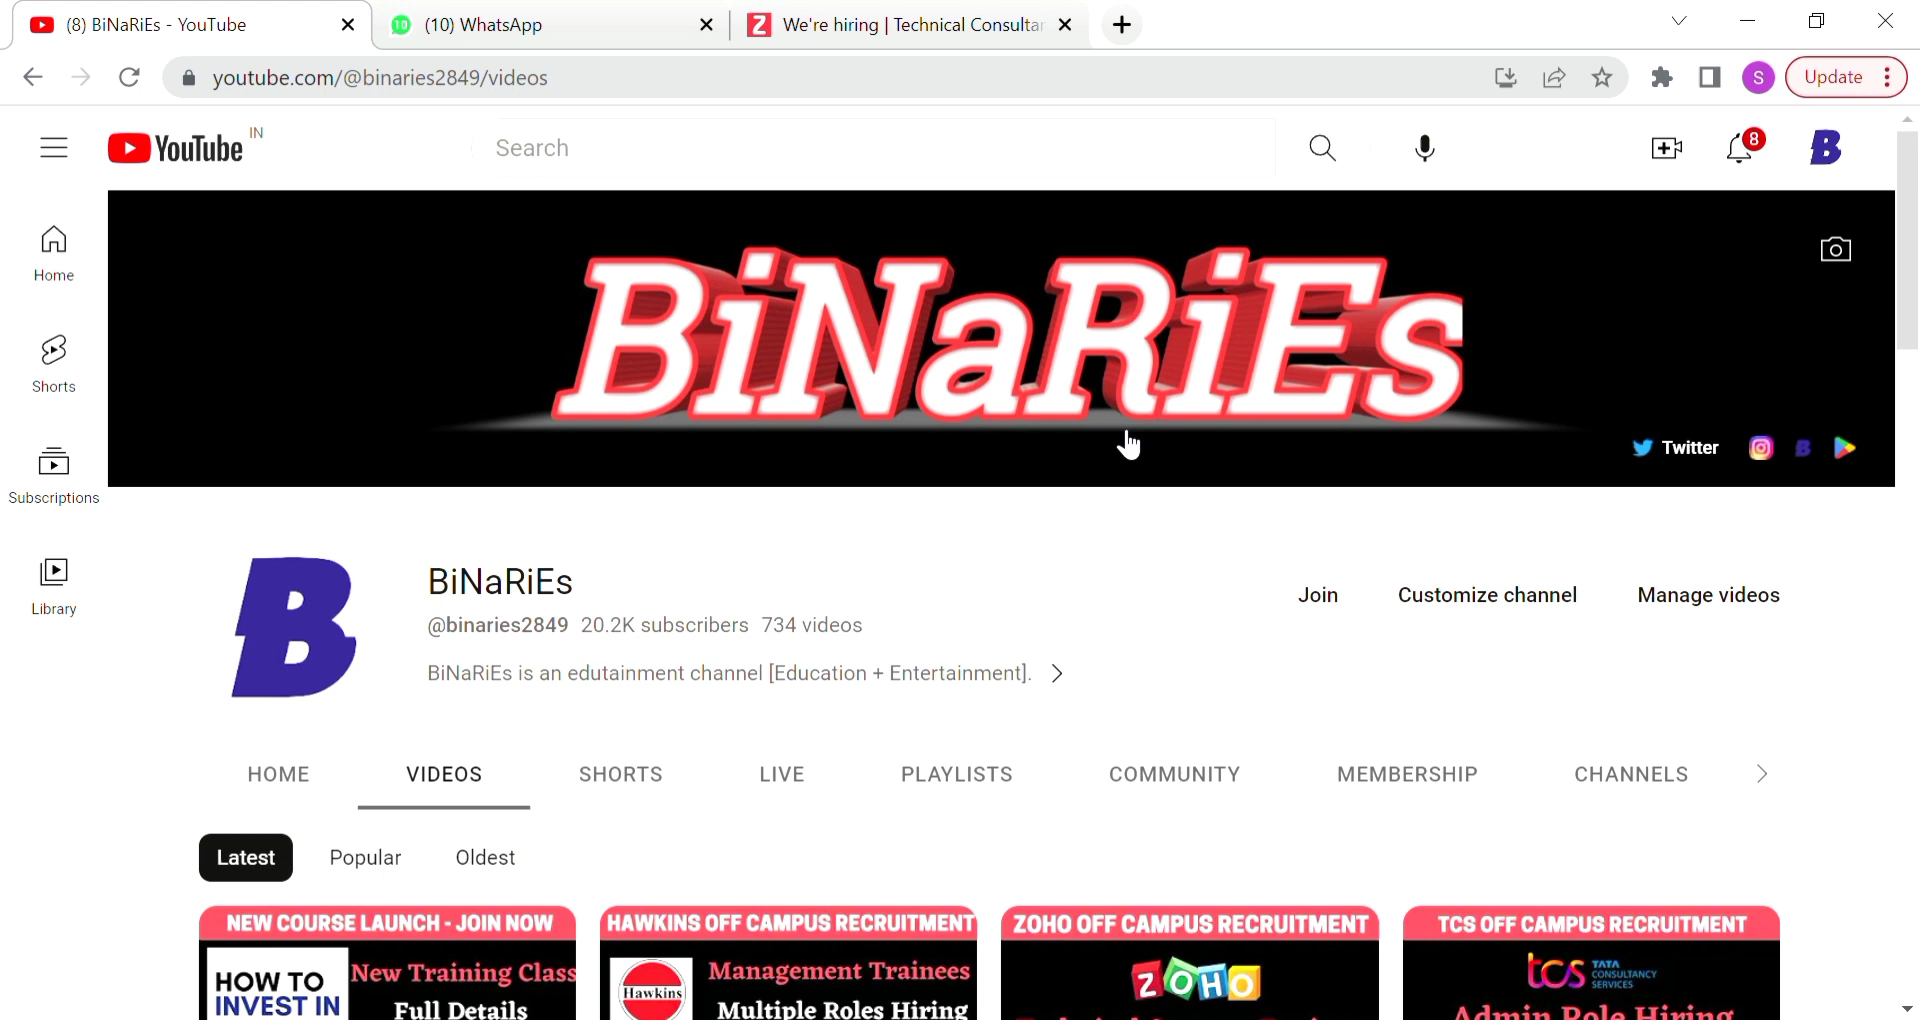 (8) BiNaRiEs - YouTube
10 (10) WhatsApp
Z We're hiring | Technical Consultar
youtube.com/@binaries2849/videos
S
Update
YouTube IN
Search
8
B
Home
Shorts
Subscriptions
Library
BiNaRiEs
Twitter
B
B
BiNaRiEs
@binaries2849 20.2K subscribers 734 videos
BiNaRiEs is an edutainment channel [Education + Entertainment].
Join
Customize channel
Manage videos
HOME
VIDEOS
SHORTS
LIVE
PLAYLISTS
COMMUNITY
MEMBERSHIP
CHANNELS
Latest
Popular
Oldest
NEW COURSE LAUNCH - JOIN NOW
HOW TO
INVEST IN
New Training Class
Full Details
HAWKINS OFF CAMPUS RECRUITMENT
Hawkins
Management Trainees
Multiple Roles Hiring
ZOHO OFF CAMPUS RECRUITMENT
ZOHO
TCS OFF CAMPUS RECRUITMENT
tcs TATA
CONSULTANCY
SERVICES
Admin Role Hiring